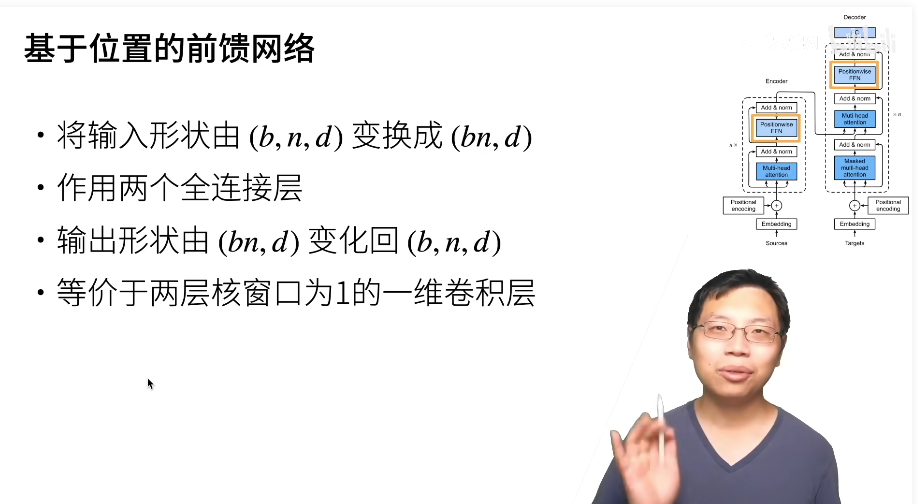 基于位置的前馈网络
• 将输入形状由 (b, n, d) 变换成 (bn, d)
• 作用两个全连接层
• 输出形状由 (bn, d) 变化回 (b, n, d)
• 等价于两层核窗口为1的一维卷积层
Encoder
Add & norm
Positionwise
FFN
Add & norm
Multi-head
attention
Positional
encoding
+
Embedding
Sources
Decoder
FC
Add & norm
Positionwise
FFN
Add & norm
Multi-head
attention
Add & norm
Masked
multi-head
attention
+
Positional
encoding
Embedding
Targets